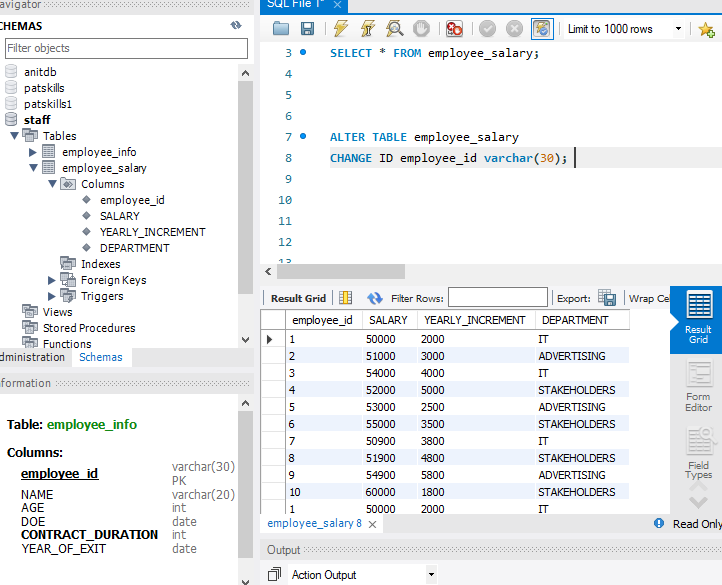 avigator
CHEMAS
Filter objects
anitdb
patskills
patskills1
staff
Tables
employee_info
employee_salary
Columns
employee_id
SALARY
YEARLY_INCREMENT
DEPARTMENT
Indexes
Foreign Keys
Triggers
Views
Stored Procedures
Functions
dministration Schemas
nformation
Table: employee_info
Columns:
employee_id varchar(30) PK
NAME varchar(20)
AGE int
DOE date
CONTRACT_DURATION int
YEAR_OF_EXIT date
SQL File 1*
Limit to 1000 rows
3 SELECT * FROM employee_salary;
4
5
6
7 ALTER TABLE employee_salary
8 CHANGE ID employee_id varchar(30);
9
10
11
12
13
Result Grid Filter Rows: Export: Wrap Ce
employee_id SALARY YEARLY_INCREMENT DEPARTMENT
1 50000 2000 IT
2 51000 3000 ADVERTISING
3 54000 4000 IT
4 52000 5000 STAKEHOLDERS
5 53000 2500 ADVERTISING
6 55000 3500 STAKEHOLDERS
7 50900 3800 IT
8 51900 4800 STAKEHOLDERS
9 54900 5800 ADVERTISING
10 60000 1800 STAKEHOLDERS
1 50000 2000 IT
Result
Grid
Form
Editor
Field
Types
employee_salary 8 Read Only
Output
Action Output